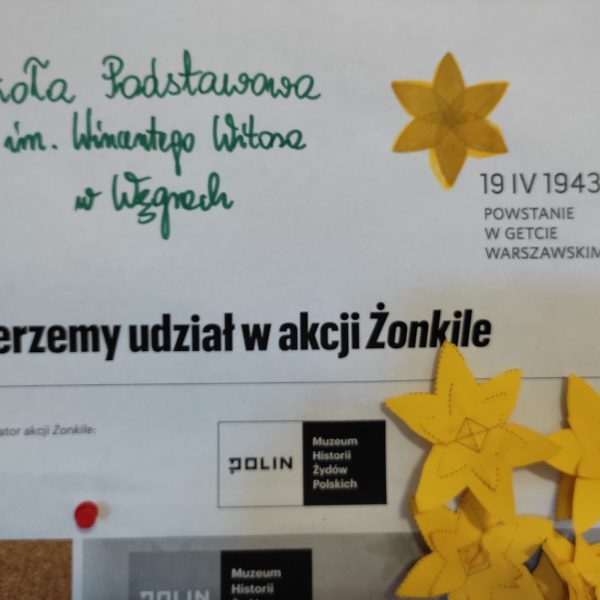 oła Podstawowa
im. Wincentego Witosa
w Węgrach
19 IV 1943
POWSTANIE
W GETCIE
WARSZAWSKIM
erzemy udział w akcji Żonkile
ator akcji Żonkile:
POLIN
Muzeum
Historii
Żydów
Polskich
POLIN
Muzeum
Historii